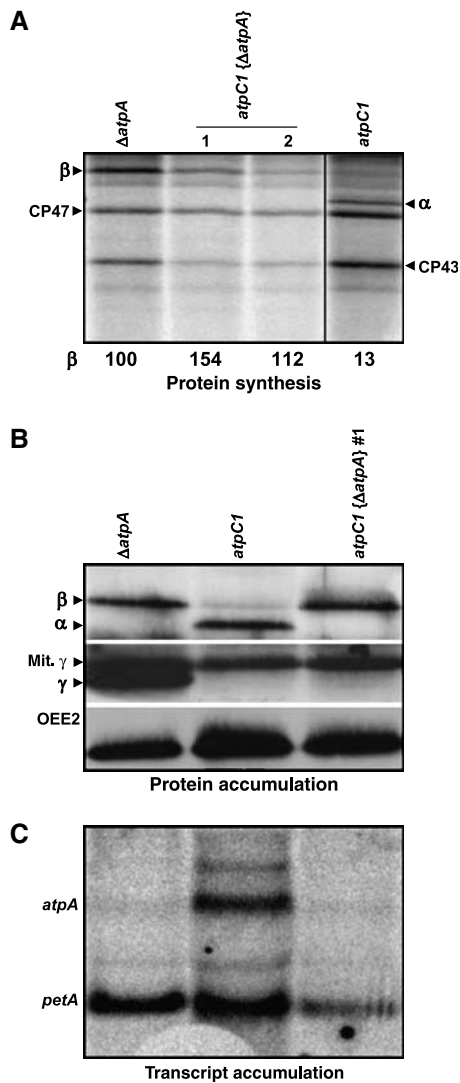 A
ΔatpA
atpC1 {ΔatpA}
1 2
atpC1
β
CP47
α
CP43
β 100 154 112 13
Protein synthesis
B
ΔatpA
atpC1
atpC1 {ΔatpA} #1
β
α
Mit. γ
γ
OEE2
Protein accumulation
C
atpA
petA
Transcript accumulation